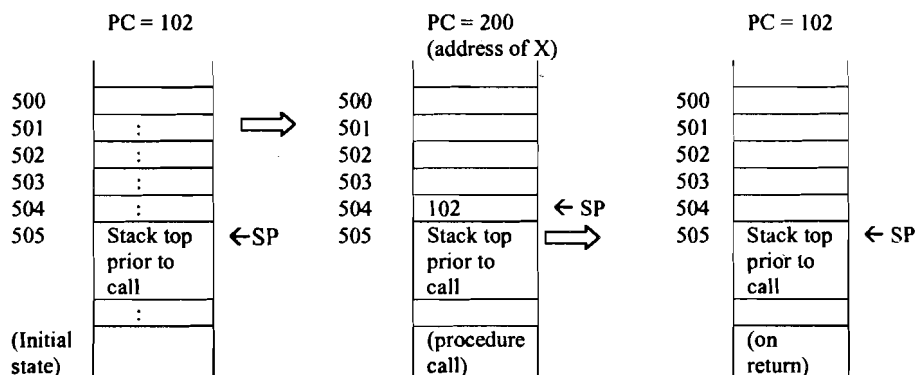 PC = 102
PC = 200
(address of X)
PC = 102
500
501 :
502 :
503 :
504 :
505 Stack top ←SP
prior to
call
:
(Initial
state)
500
501
502
503
504 102 ← SP
505 Stack top
prior to
call
(procedure
call)
500
501
502
503
504
505 Stack top ← SP
prior to
call
(on
return)